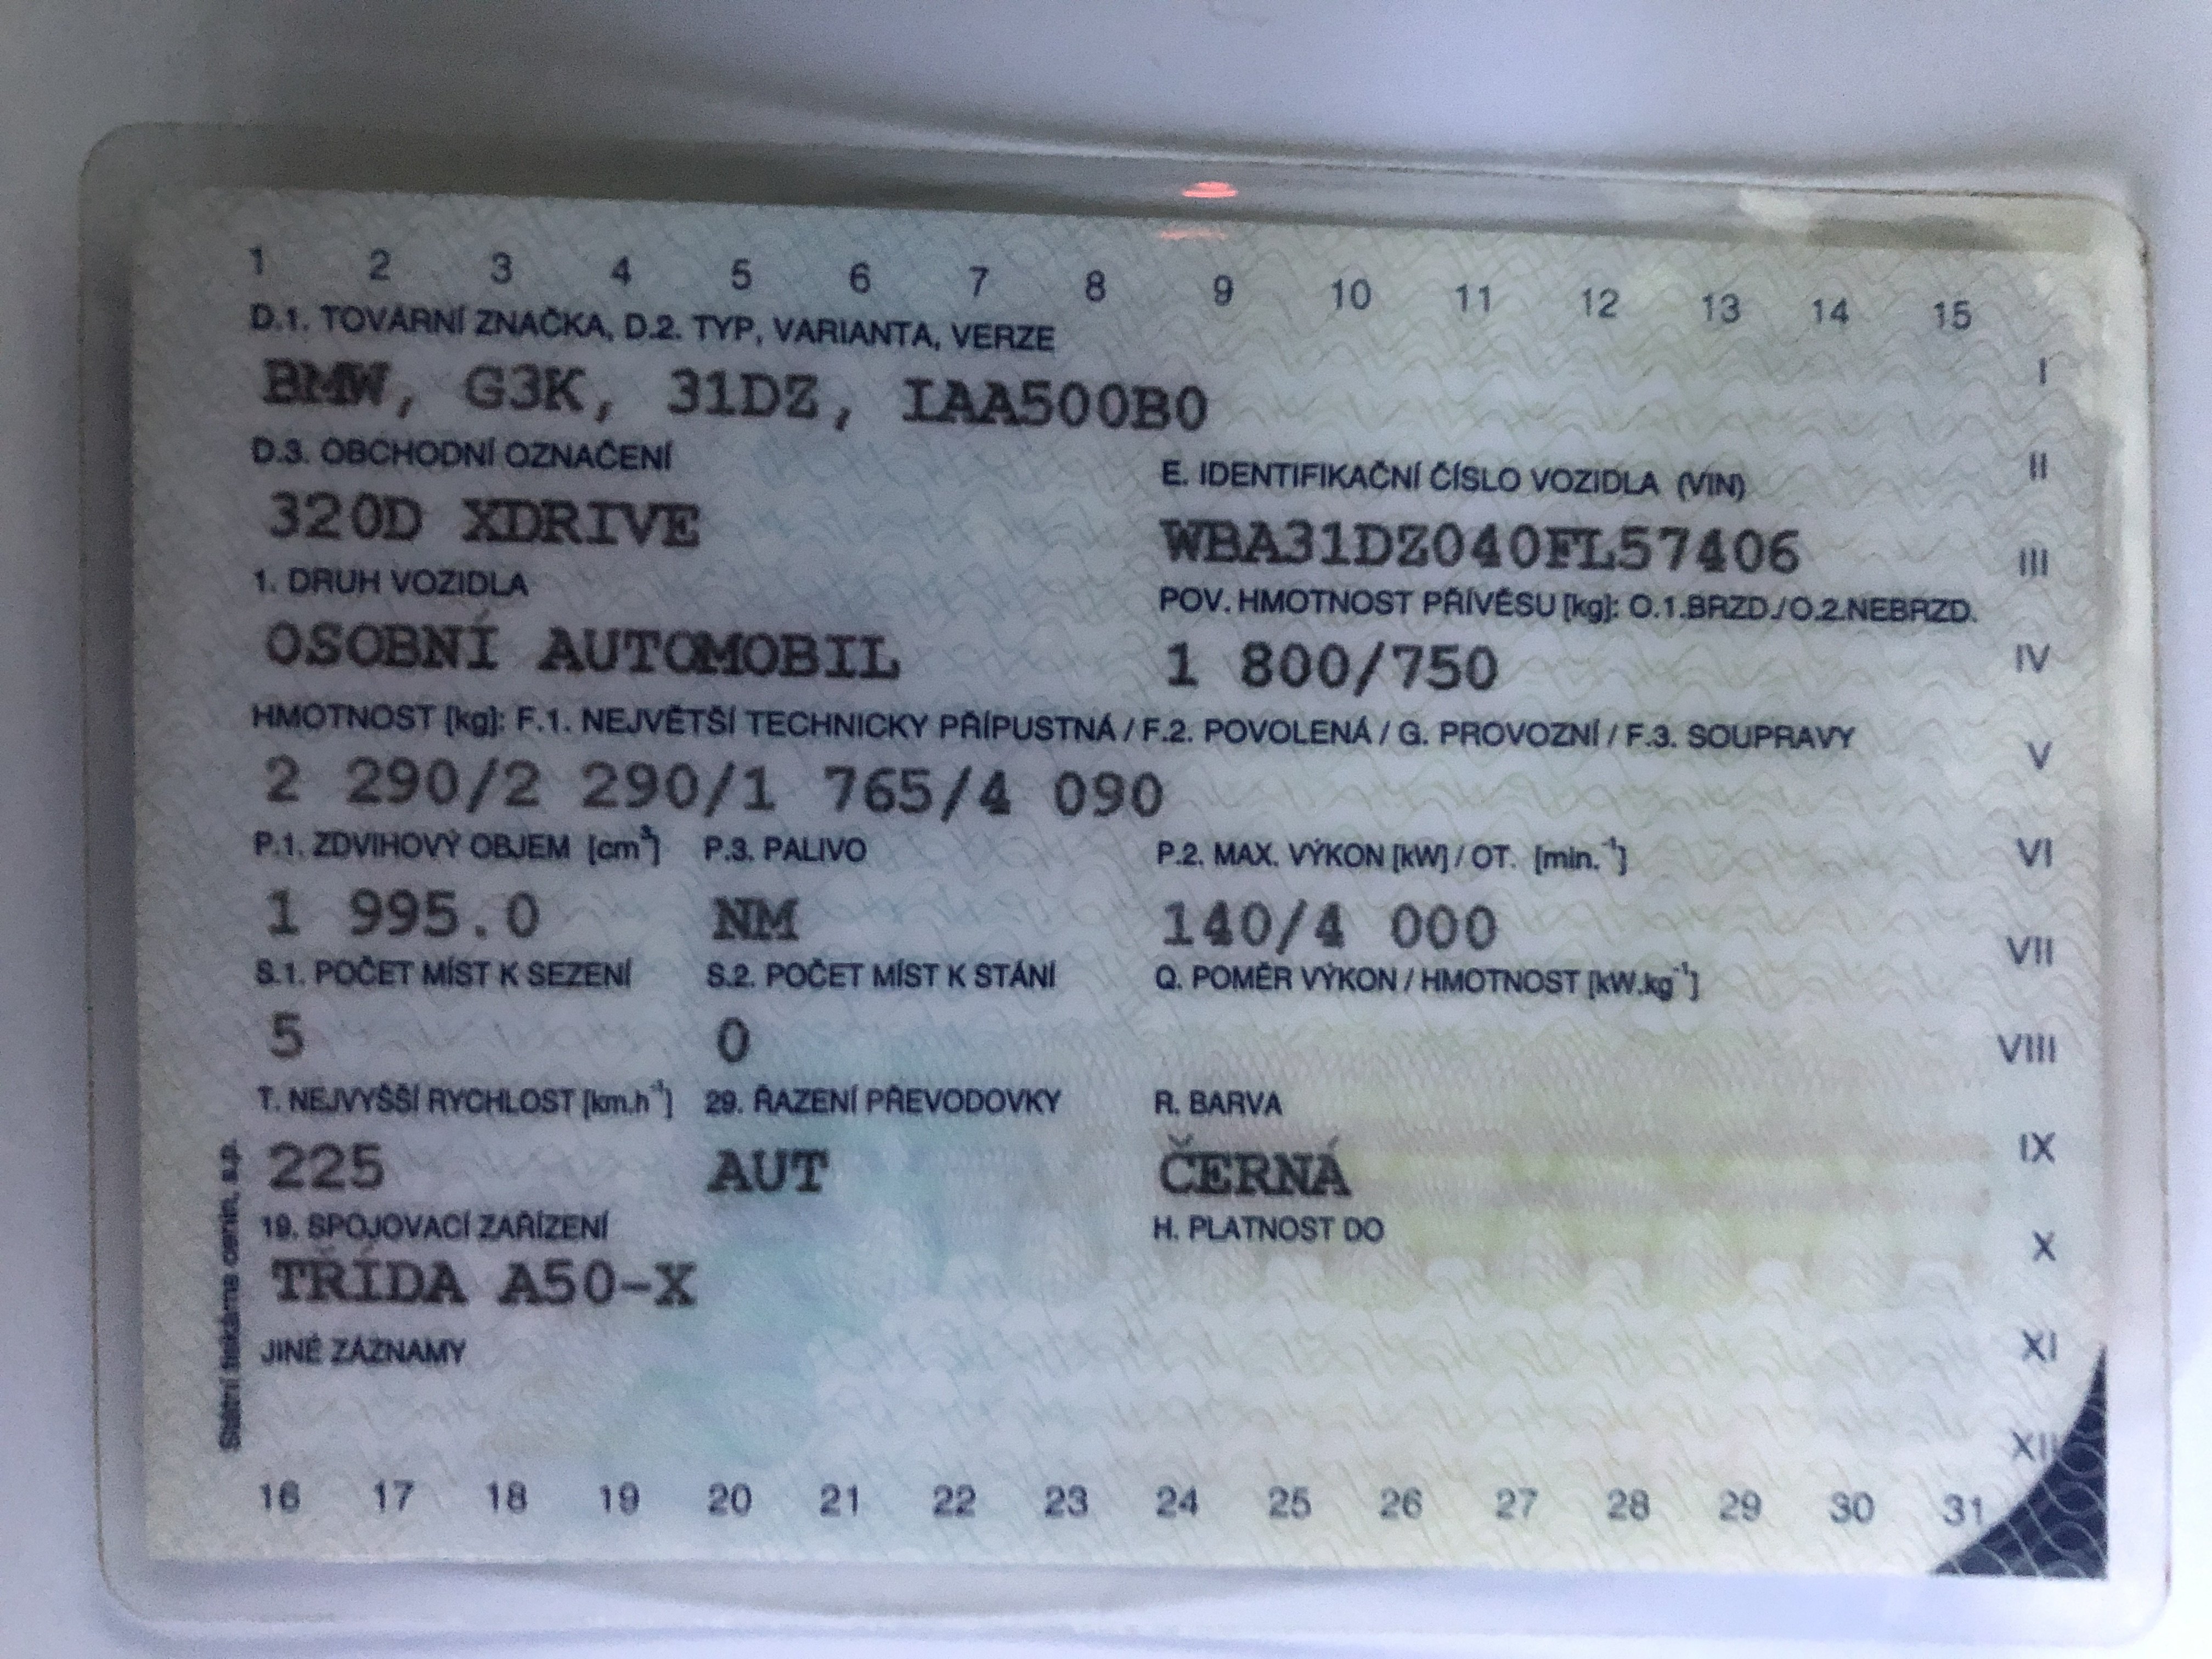 1 2 3 4 5 6 7 8 9 10 11 12 13 14 15
D.1. TOVÁRNÍ ZNAČKA, D.2. TYP, VARIANTA, VERZE
BMW, G3K, 31DZ, IAA500B0
I
D.3. OBCHODNÍ OZNAČENÍ
E. IDENTIFIKAČNÍ ČÍSLO VOZIDLA (VIN)
II
320D XDRIVE
WBA31DZ040FL57406
III
1. DRUH VOZIDLA
POV. HMOTNOST PŘÍVĚSU [kg]: O.1.BRZD./O.2.NEBRZD.
OSOBNÍ AUTOMOBIL
1 800/750
IV
HMOTNOST [kg]: F.1. NEJVĚTŠÍ TECHNICKY PŘÍPUSTNÁ / F.2. POVOLENÁ / G. PROVOZNÍ / F.3. SOUPRAVY
V
2 290/2 290/1 765/4 090
P.1. ZDVIHOVÝ OBJEM [cm³]
P.3. PALIVO
P.2. MAX. VÝKON [kW] / OT. [min.⁻¹]
VI
1 995.0
NM
140/4 000
VII
S.1. POČET MÍST K SEZENÍ
S.2. POČET MÍST K STÁNÍ
Q. POMĚR VÝKON / HMOTNOST [kW.kg⁻¹]
5
0
VIII
T. NEJVYŠŠÍ RYCHLOST [km.h⁻¹]
29. ŘAZENÍ PŘEVODOVKY
R. BARVA
225
AUT
ČERNÁ
IX
19. SPOJOVACÍ ZAŘÍZENÍ
H. PLATNOST DO
X
TŘÍDA A50-X
JINÉ ZÁZNAMY
XI
XII
Státní tiskárna cenin, s.p.
16 17 18 19 20 21 22 23 24 25 26 27 28 29 30 31